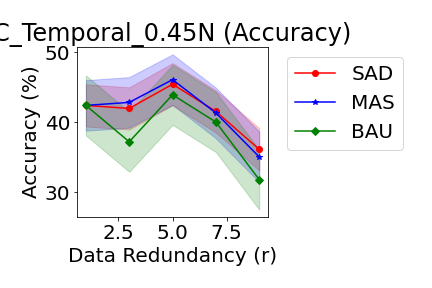 C_Temporal_0.45N (Accuracy)
50
40
30
Accuracy (%)
2.5 5.0 7.5
Data Redundancy (r)
SAD
MAS
BAU